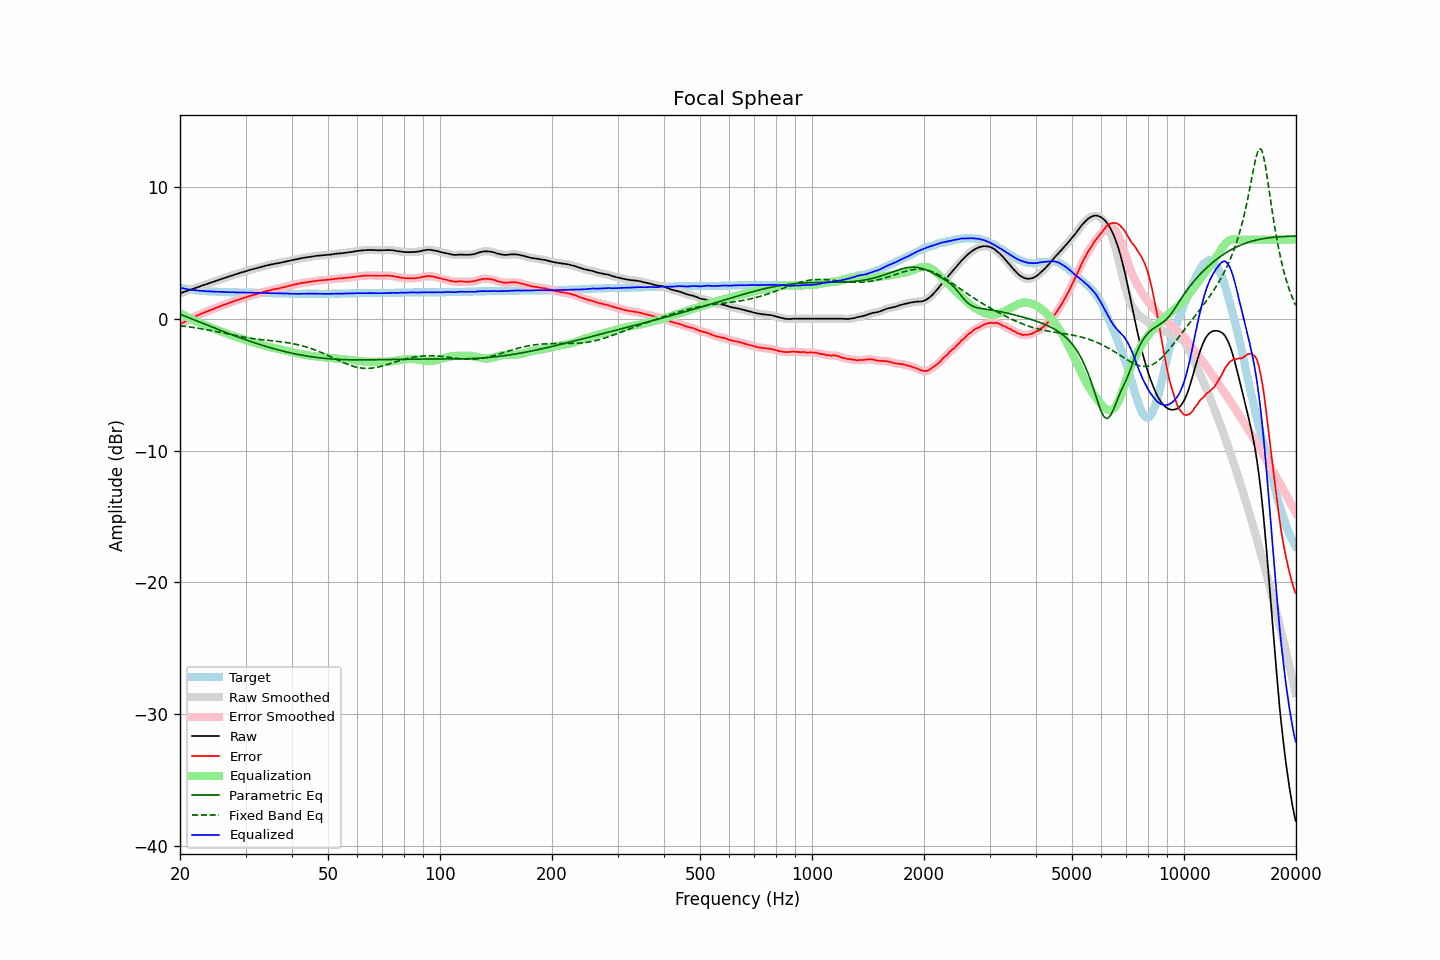 Focal Sphear
Amplitude (dBr)
10
0
−10
−20
−30
−40
Target
Raw Smoothed
Error Smoothed
Raw
Error
Equalization
Parametric Eq
Fixed Band Eq
Equalized
20 50 100 200 500 1000 2000 5000 10000 20000
Frequency (Hz)